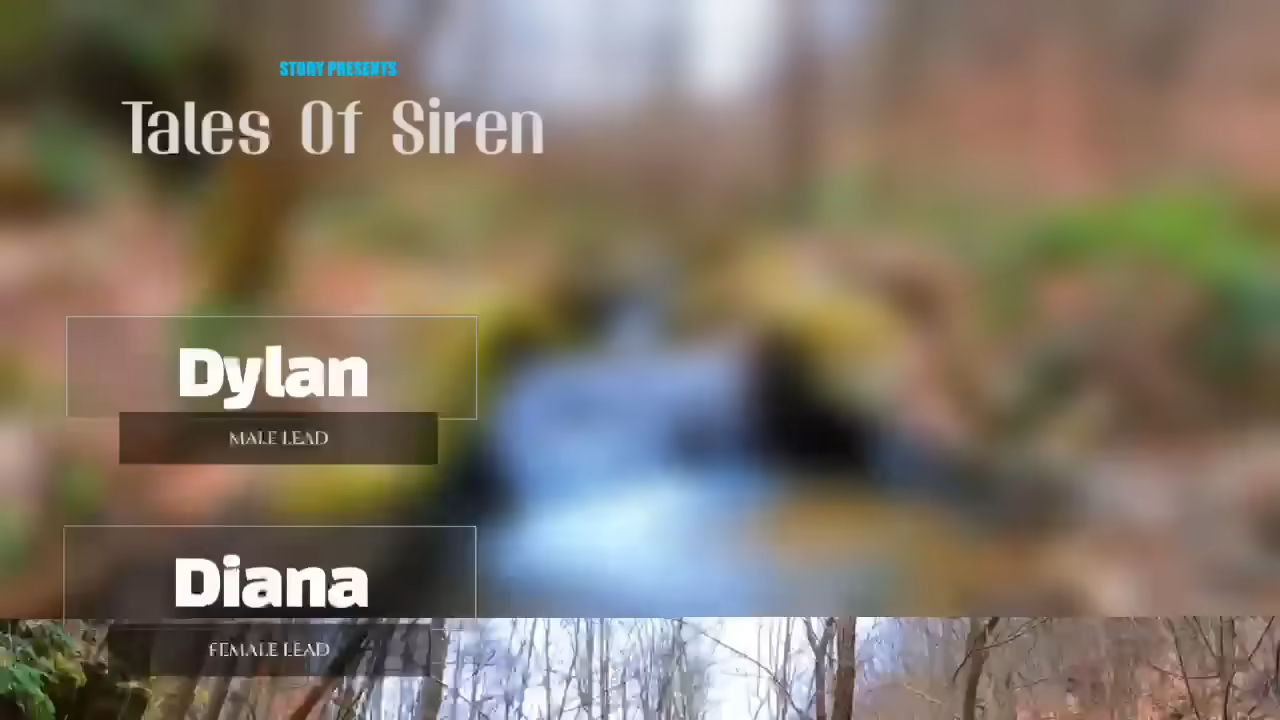 STORY PRESENTS
Tales Of Siren
Dylan
MALE LEAD
Diana
FEMALE LEAD